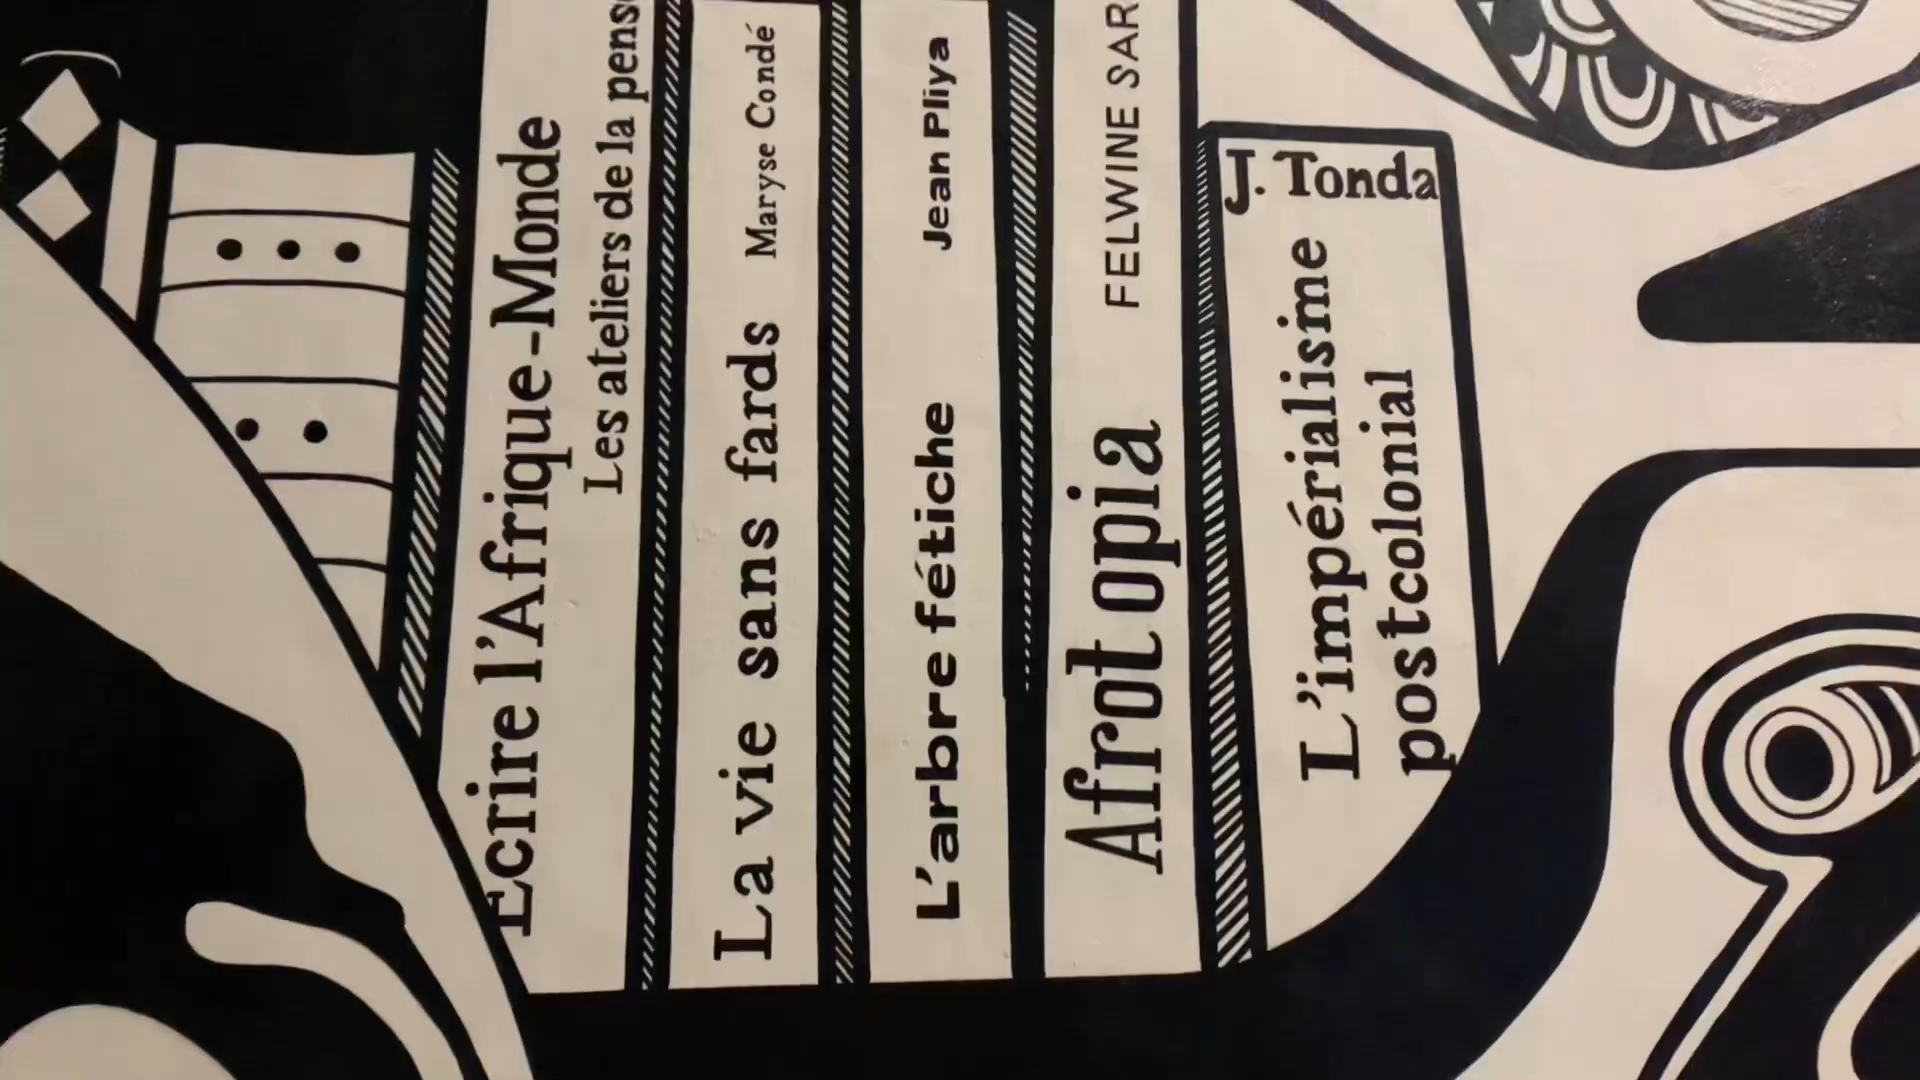 Ecrire l'Afrique-Monde
Les ateliers de la pens
La vie sans fards Maryse Condé
L'arbre fétiche Jean Pliya
Afrotopia FELWINE SAR
J. Tonda
L'impérialisme
postcolonial